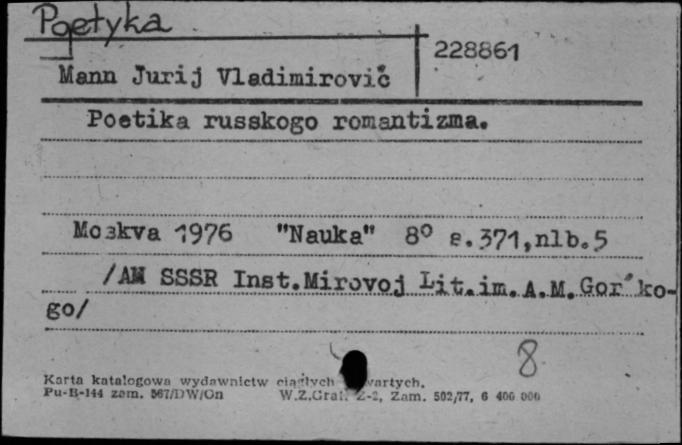 Poetyka
228861
Mann Jurij Vladimirovič
Poetika russkogo romantizma.
Moskva 1976 "Nauka" 8° s.371,nlb.5
/AN SSSR Inst.Mirovoj Lit.im.A.M.Gor'ko-
go/
8
Karta katalogowa wydawnictw ciągłych
Pu-B-144 zam. 567/DW/Gn W.Z.Graf. Z-2, Zam. 502/77, 6 400 000